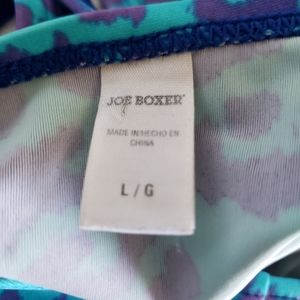 JOE BOXER
MADE IN/HECHO EN
CHINA
L / G